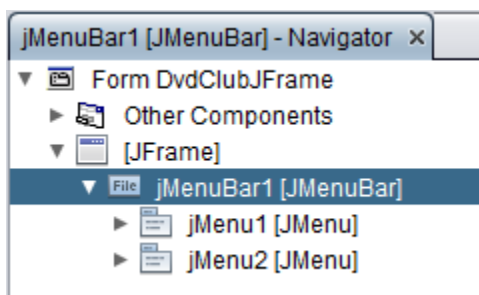 jMenuBar1 [JMenuBar] - Navigator ×
Form DvdClubJFrame
Other Components
[JFrame]
File jMenuBar1 [JMenuBar]
jMenu1 [JMenu]
jMenu2 [JMenu]